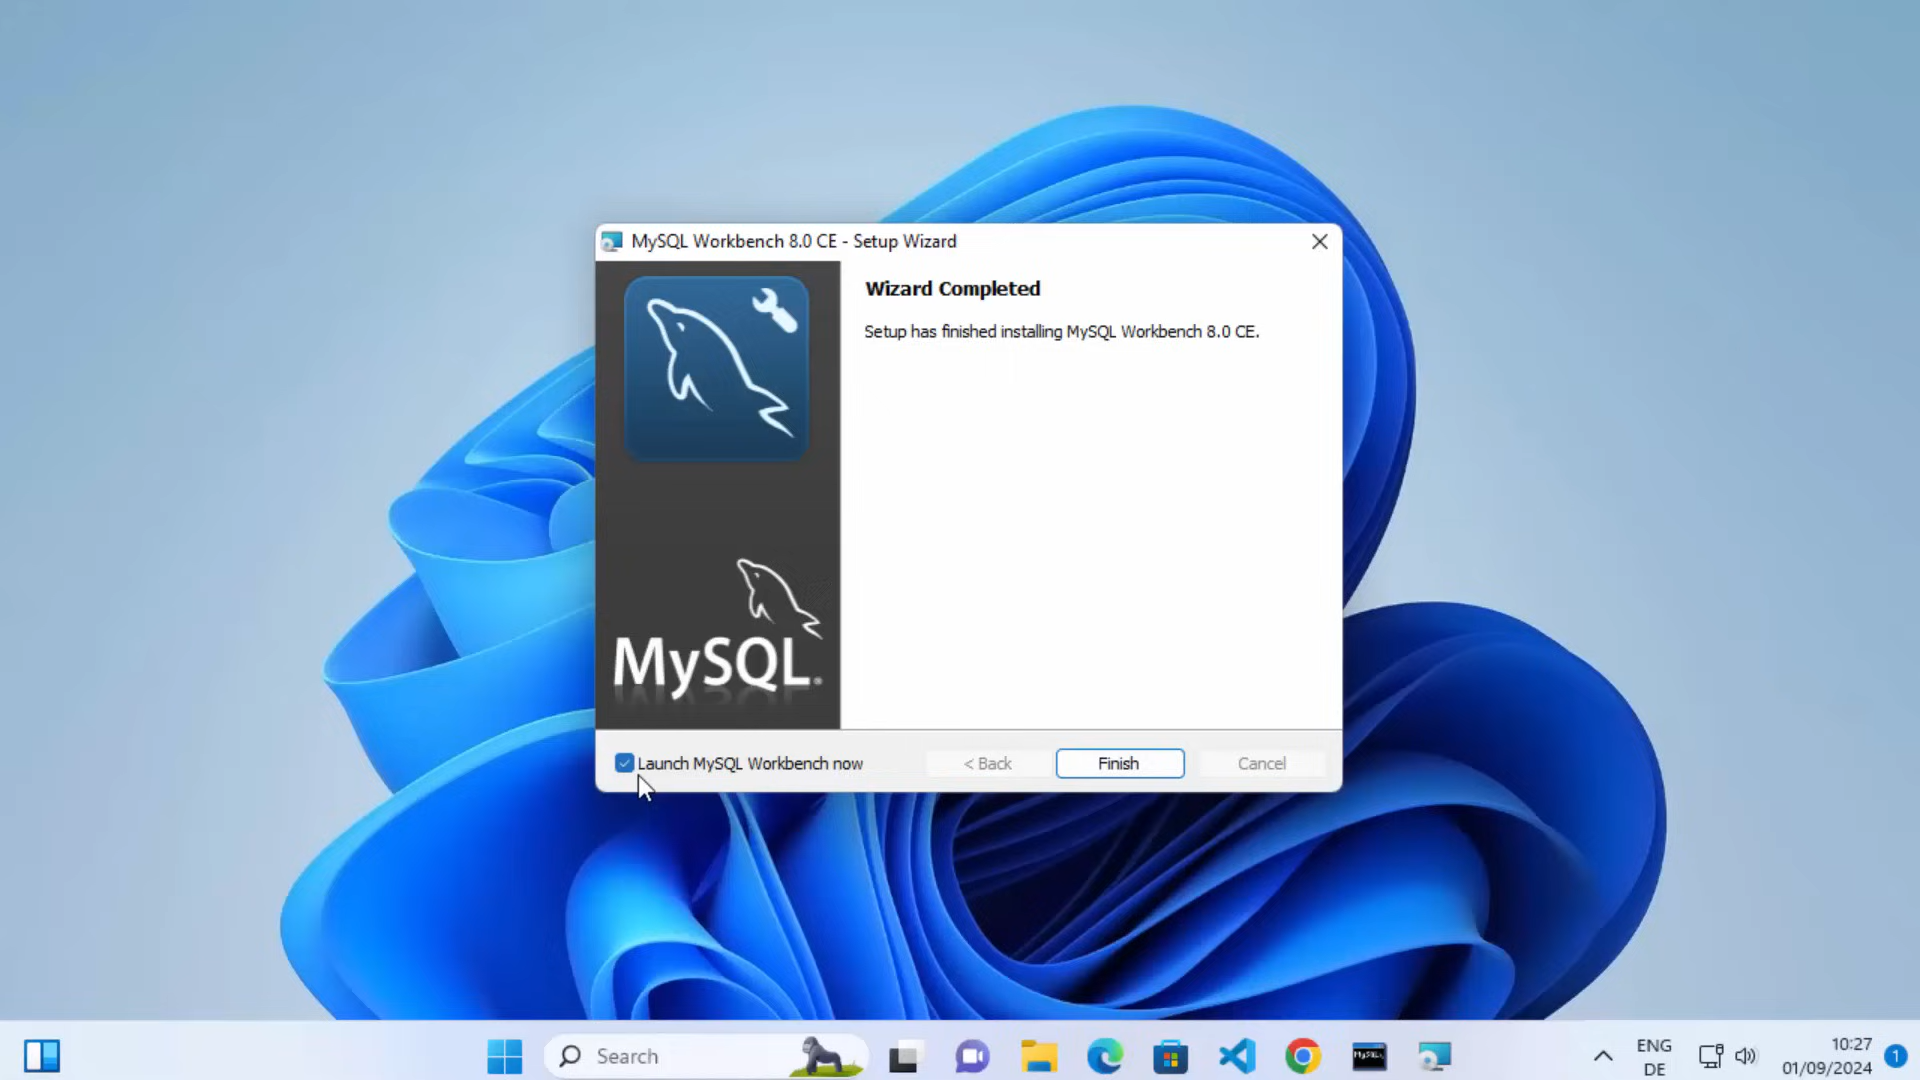 MySQL Workbench 8.0 CE - Setup Wizard
Wizard Completed
Setup has finished installing MySQL Workbench 8.0 CE.
MySQL®
Launch MySQL Workbench now
< Back
Finish
Cancel
Search
MySQL
ENG
DE
10:27
01/09/2024
1